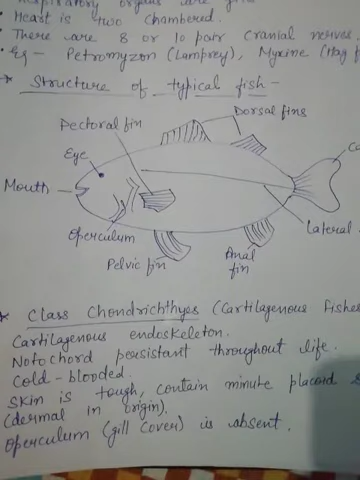 Respiratory organs are
• Heart is two chambered.
• There are 8 or 10 pair cranial nerves.
• Eg - Petromyzon (Lamprey), Myxine (Hag
* Structure of typical fish -
Dorsal fins
Pectoral fin
Eye
Mouth
Operculum
Lateral
Pelvic fin
Anal
fin
* Class Chondrichthyes (Cartilagenous Fishes
Cartilagenous endoskeleton.
Notochord persistant throughout life.
Cold-blooded.
Skin is tough, contain minute placoid
(dermal in origin).
Operculum (gill cover) is absent.